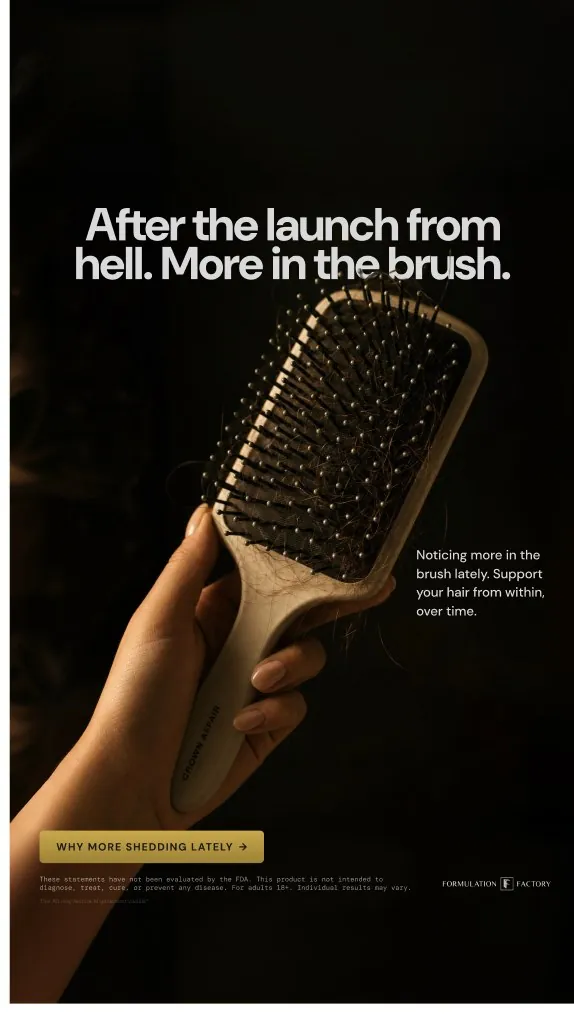 After the launch from
hell. More in the brush.
Noticing more in the
brush lately. Support
your hair from within,
over time.
CROWN AFFAIR
WHY MORE SHEDDING LATELY →
These statements have not been evaluated by the FDA. This product is not intended to
diagnose, treat, cure, or prevent any disease. For adults 18+. Individual results may vary.
FORMULATION F FACTORY